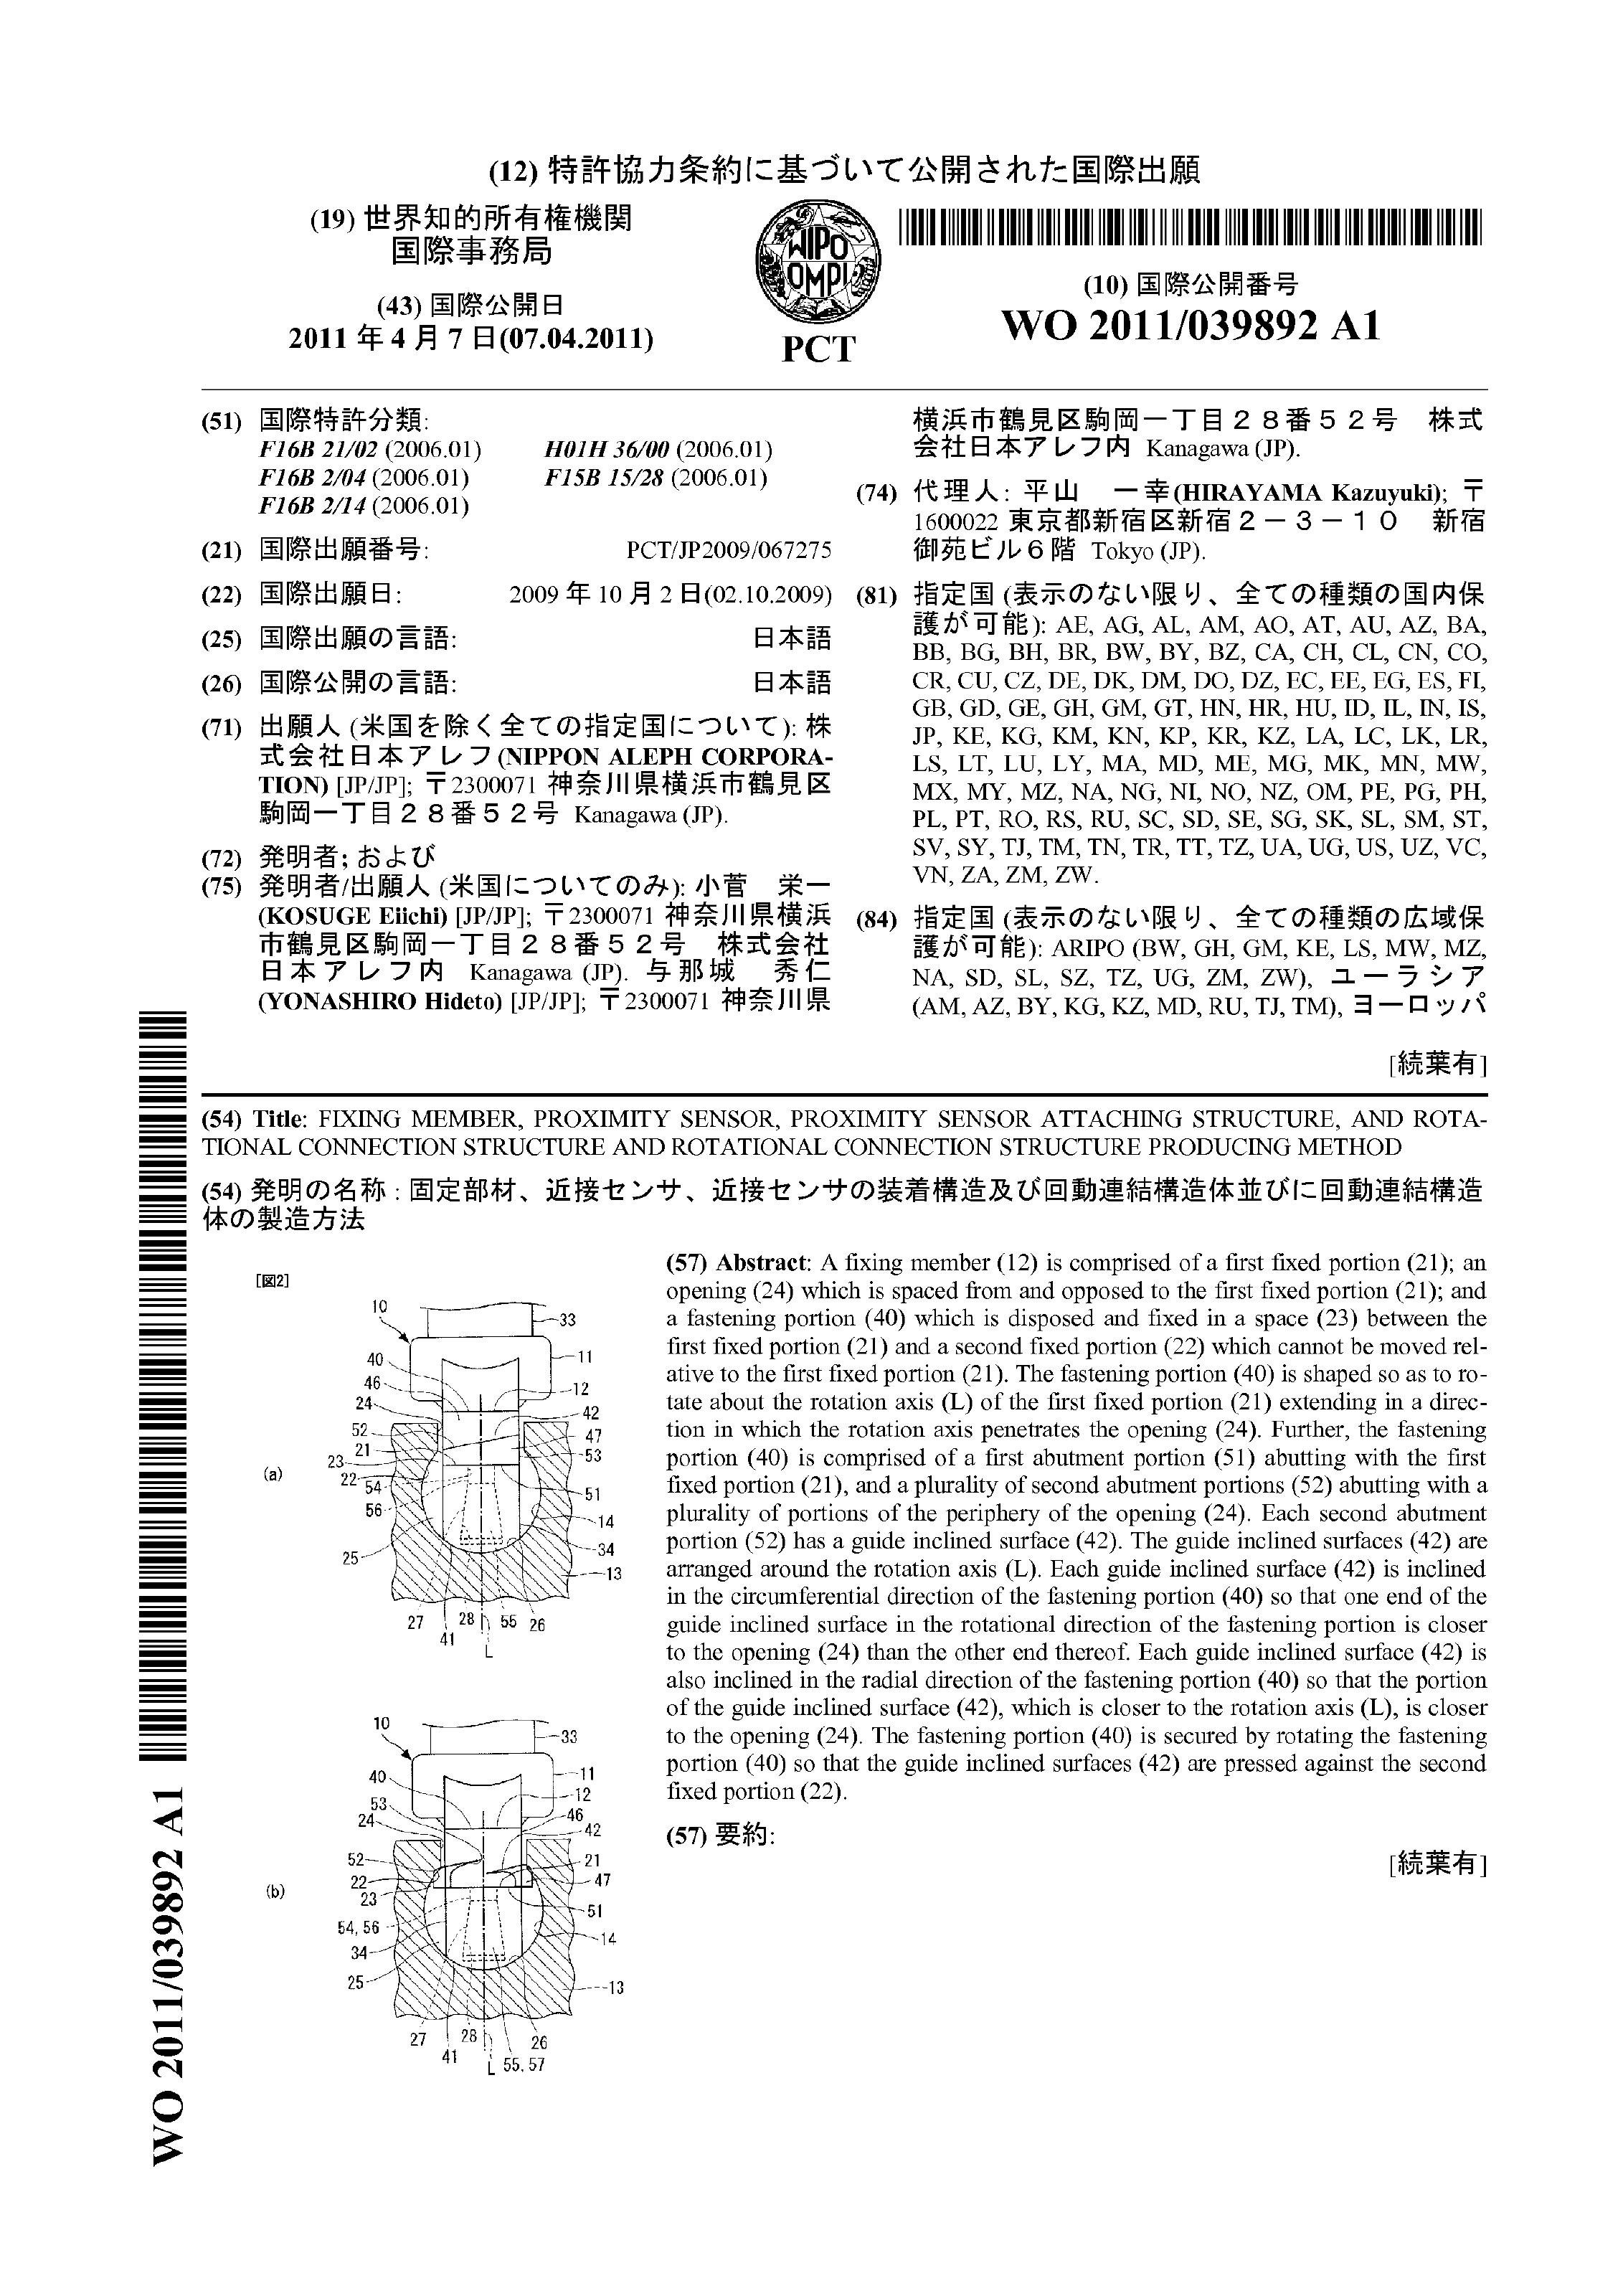 (12) 特許協力条約に基づいて公開された国際出願
(19) 世界知的所有権機関
国際事務局
(43) 国際公開日
2011 年 4 月 7 日(07.04.2011)
WIPO
OMPI
PCT
(10) 国際公開番号
WO 2011/039892 A1
(51) 国際特許分類:
F16B 21/02 (2006.01) H01H 36/00 (2006.01)
F16B 2/04 (2006.01) F15B 15/28 (2006.01)
F16B 2/14 (2006.01)
(21) 国際出願番号: PCT/JP2009/067275
(22) 国際出願日: 2009 年 10 月 2 日(02.10.2009)
(25) 国際出願の言語: 日本語
(26) 国際公開の言語: 日本語
(71) 出願人 (米国を除く全ての指定国について): 株
式会社日本アレフ(NIPPON ALEPH CORPORA-
TION) [JP/JP]; 〒2300071 神奈川県横浜市鶴見区
駒岡一丁目28番52号 Kanagawa (JP).
(72) 発明者; および
(75) 発明者/出願人 (米国についてのみ): 小菅 栄一
(KOSUGE Eiichi) [JP/JP]; 〒2300071 神奈川県横浜
市鶴見区駒岡一丁目28番52号 株式会社
日本アレフ内 Kanagawa (JP). 与那城 秀仁
(YONASHIRO Hideto) [JP/JP]; 〒2300071 神奈川県
横浜市鶴見区駒岡一丁目28番52号 株式
会社日本アレフ内 Kanagawa (JP).
(74) 代理人: 平山 一幸(HIRAYAMA Kazuyuki); 〒
1600022 東京都新宿区新宿2-3-10 新宿
御苑ビル6階 Tokyo (JP).
(81) 指定国 (表示のない限り、全ての種類の国内保
護が可能): AE, AG, AL, AM, AO, AT, AU, AZ, BA,
BB, BG, BH, BR, BW, BY, BZ, CA, CH, CL, CN, CO,
CR, CU, CZ, DE, DK, DM, DO, DZ, EC, EE, EG, ES, FI,
GB, GD, GE, GH, GM, GT, HN, HR, HU, ID, IL, IN, IS,
JP, KE, KG, KM, KN, KP, KR, KZ, LA, LC, LK, LR,
LS, LT, LU, LY, MA, MD, ME, MG, MK, MN, MW,
MX, MY, MZ, NA, NG, NI, NO, NZ, OM, PE, PG, PH,
PL, PT, RO, RS, RU, SC, SD, SE, SG, SK, SL, SM, ST,
SV, SY, TJ, TM, TN, TR, TT, TZ, UA, UG, US, UZ, VC,
VN, ZA, ZM, ZW.
(84) 指定国 (表示のない限り、全ての種類の広域保
護が可能): ARIPO (BW, GH, GM, KE, LS, MW, MZ,
NA, SD, SL, SZ, TZ, UG, ZM, ZW), ユーラシア
(AM, AZ, BY, KG, KZ, MD, RU, TJ, TM), ヨーロッパ
[続葉有]
(54) Title: FIXING MEMBER, PROXIMITY SENSOR, PROXIMITY SENSOR ATTACHING STRUCTURE, AND ROTA-
TIONAL CONNECTION STRUCTURE AND ROTATIONAL CONNECTION STRUCTURE PRODUCING METHOD
(54) 発明の名称 : 固定部材、近接センサ、近接センサの装着構造及び回動連結構造体並びに回動連結構造
体の製造方法
[図2]
10
33
40
11
46
12
24
42
52
47
21
53
23
22
54
51
56
14
25
34
13
27
41
28
55
26
L
(a)
10
33
40
11
53
12
24
46
42
52
21
22
47
23
51
54, 56
14
34
25
13
27
41
28
26
L
55, 57
(b)
(57) Abstract: A fixing member (12) is comprised of a first fixed portion (21); an
opening (24) which is spaced from and opposed to the first fixed portion (21); and
a fastening portion (40) which is disposed and fixed in a space (23) between the
first fixed portion (21) and a second fixed portion (22) which cannot be moved rel-
ative to the first fixed portion (21). The fastening portion (40) is shaped so as to ro-
tate about the rotation axis (L) of the first fixed portion (21) extending in a direc-
tion in which the rotation axis penetrates the opening (24). Further, the fastening
portion (40) is comprised of a first abutment portion (51) abutting with the first
fixed portion (21), and a plurality of second abutment portions (52) abutting with a
plurality of portions of the periphery of the opening (24). Each second abutment
portion (52) has a guide inclined surface (42). The guide inclined surfaces (42) are
arranged around the rotation axis (L). Each guide inclined surface (42) is inclined
in the circumferential direction of the fastening portion (40) so that one end of the
guide inclined surface in the rotational direction of the fastening portion is closer
to the opening (24) than the other end thereof. Each guide inclined surface (42) is
also inclined in the radial direction of the fastening portion (40) so that the portion
of the guide inclined surface (42), which is closer to the rotation axis (L), is closer
to the opening (24). The fastening portion (40) is secured by rotating the fastening
portion (40) so that the guide inclined surfaces (42) are pressed against the second
fixed portion (22).
(57) 要約:
[続葉有]
WO 2011/039892 A1